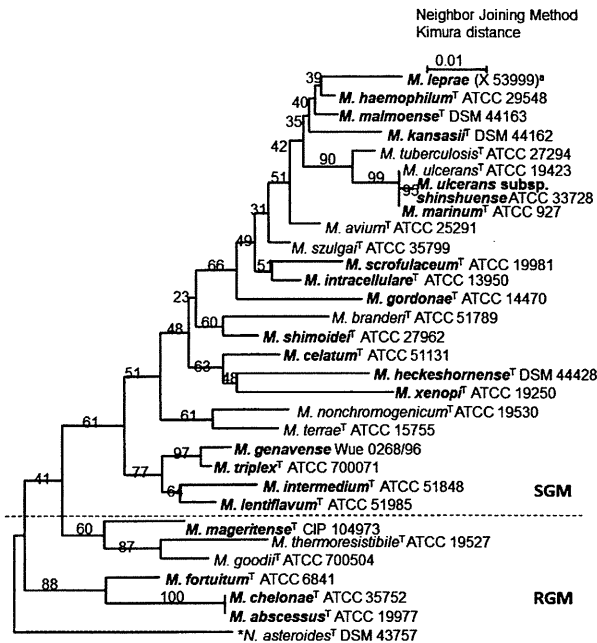 Neighbor Joining Method
Kimura distance
0.01
39 M. leprae (X 53999)ª
M. haemophilumᵀ ATCC 29548
40
M. malmoenseᵀ DSM 44163
35
M. kansasiiᵀ DSM 44162
42
M. tuberculosisᵀ ATCC 27294
90
M. ulceransᵀ ATCC 19423
99
95 M. ulcerans subsp.
shinshuense ATCC 33728
M. marinumᵀ ATCC 927
51
31
M. aviumᵀ ATCC 25291
49
M. szulgaiᵀ ATCC 35799
51 M. scrofulaceumᵀ ATCC 19981
66
M. intracellulareᵀ ATCC 13950
23
M. gordonaeᵀ ATCC 14470
M. branderiᵀ ATCC 51789
60
48
M. shimoideiᵀ ATCC 27962
M. celatumᵀ ATCC 51131
63
M. heckeshornenseᵀ DSM 44428
48
51
M. xenopiᵀ ATCC 19250
M. nonchromogenicumᵀ ATCC 19530
61
61
M. terraeᵀ ATCC 15755
M. genavense Wue 0268/96
97
M. triplexᵀ ATCC 700071
77
41
M. intermediumᵀ ATCC 51848
64
SGM
M. lentiflavumᵀ ATCC 51985
M. mageritenseᵀ CIP 104973
60
M. thermoresistibileᵀ ATCC 19527
87
M. goodiiᵀ ATCC 700504
M. fortuitumᵀ ATCC 6841
88
100
M. chelonaeᵀ ATCC 35752
RGM
M. abscessusᵀ ATCC 19977
*N. asteroidesᵀ DSM 43757